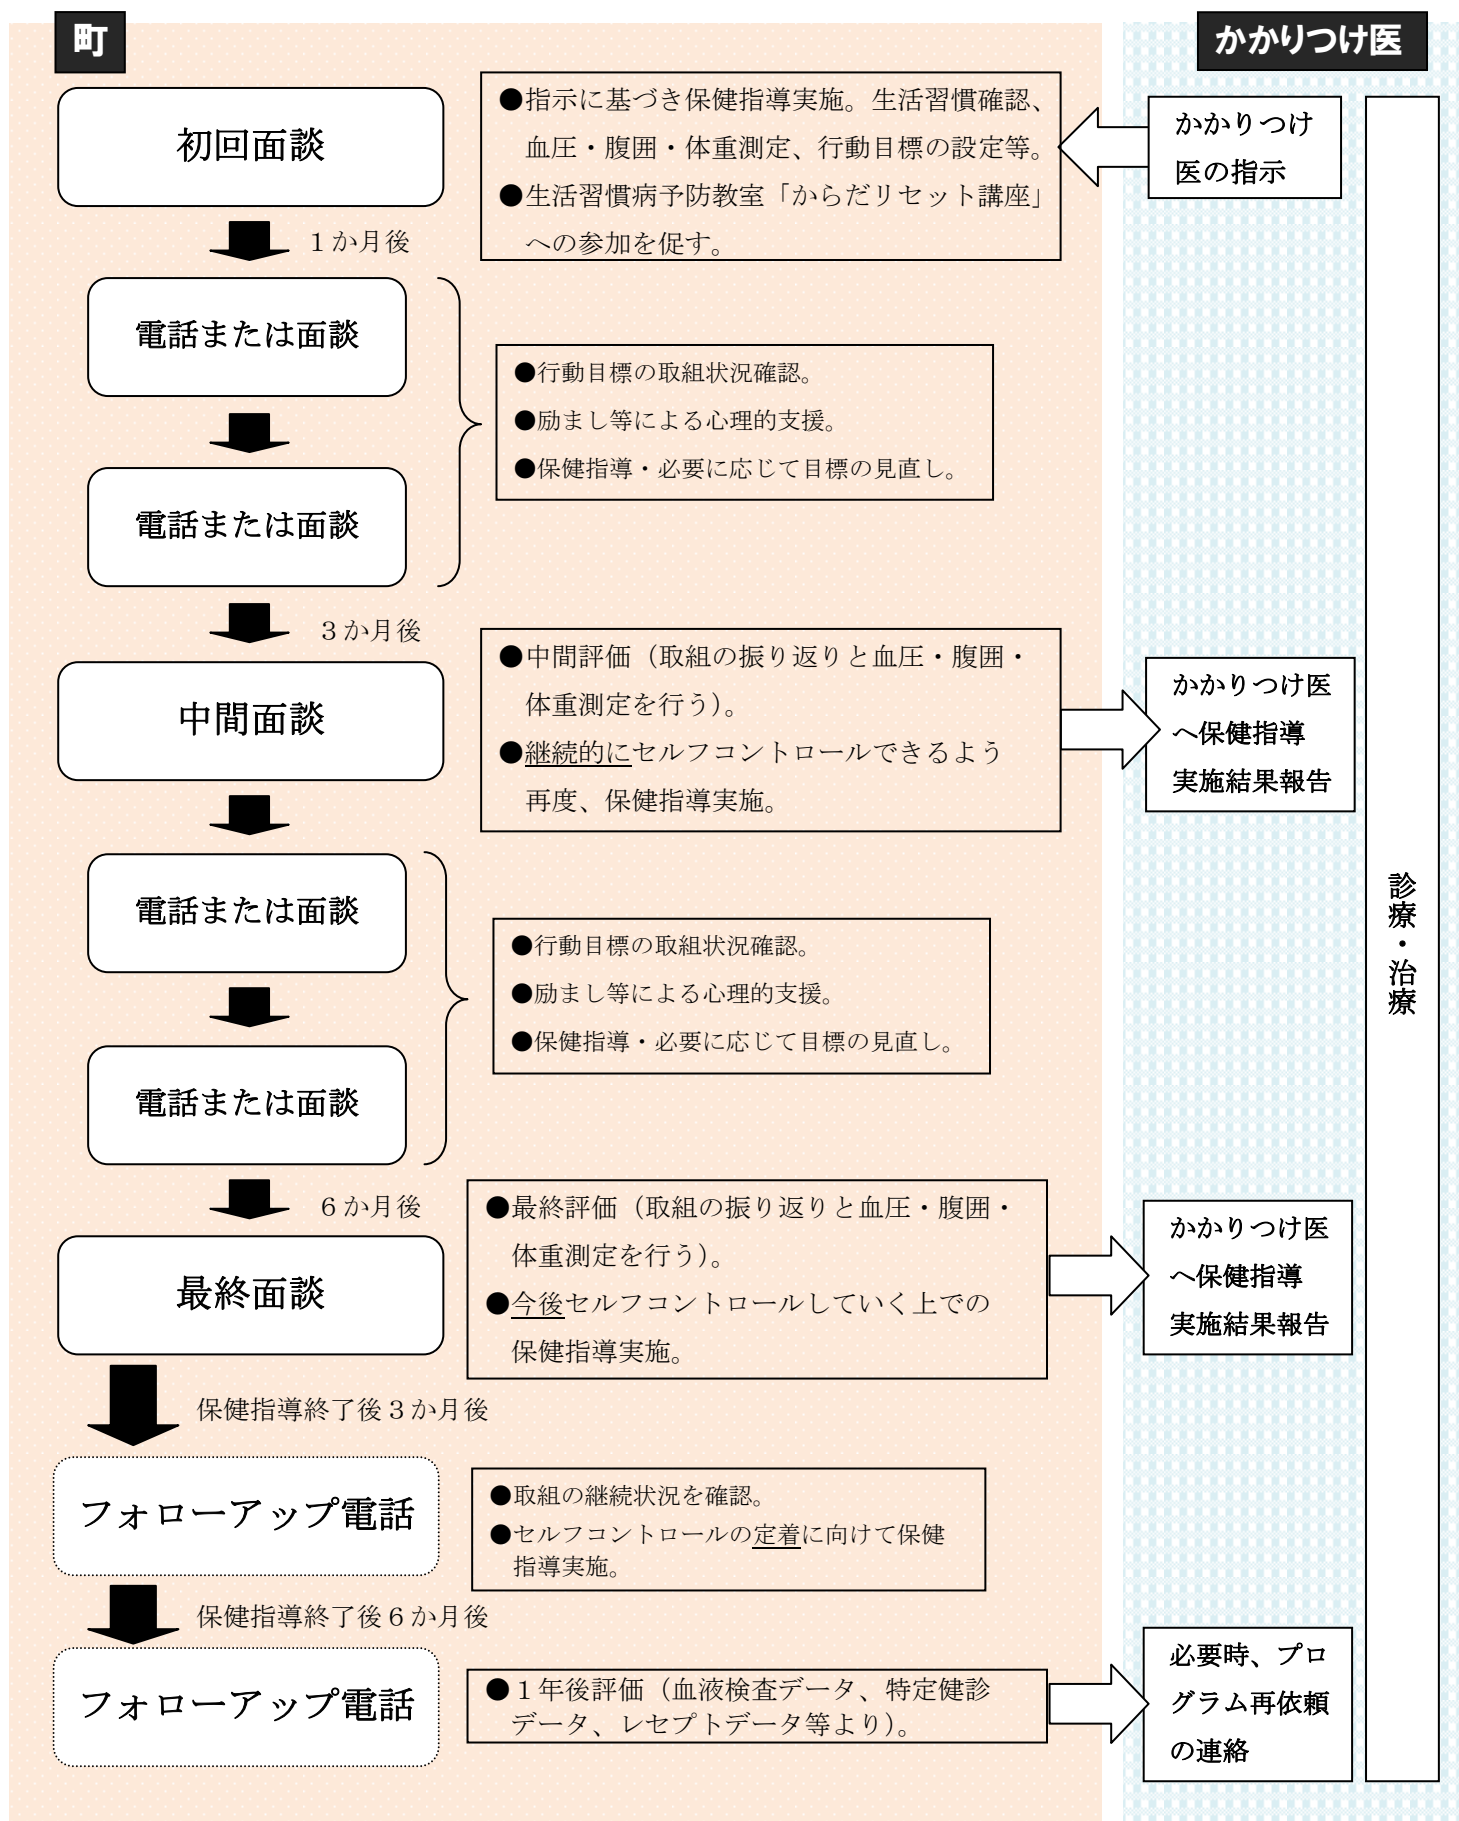 町
かかりつけ医
初回面談
●指示に基づき保健指導実施。生活習慣確認、
血圧・腹囲・体重測定、行動目標の設定等。
●生活習慣病予防教室「からだリセット講座」
への参加を促す。
かかりつけ
医の指示
１か月後
電話または面談
電話または面談
●行動目標の取組状況確認。
●励まし等による心理的支援。
●保健指導・必要に応じて目標の見直し。
３か月後
中間面談
●中間評価（取組の振り返りと血圧・腹囲・
体重測定を行う）。
●継続的にセルフコントロールできるよう
再度、保健指導実施。
かかりつけ医
へ保健指導
実施結果報告
診療・治療
電話または面談
電話または面談
●行動目標の取組状況確認。
●励まし等による心理的支援。
●保健指導・必要に応じて目標の見直し。
６か月後
最終面談
●最終評価（取組の振り返りと血圧・腹囲・
体重測定を行う）。
●今後セルフコントロールしていく上での
保健指導実施。
かかりつけ医
へ保健指導
実施結果報告
保健指導終了後３か月後
フォローアップ電話
●取組の継続状況を確認。
●セルフコントロールの定着に向けて保健
指導実施。
保健指導終了後６か月後
フォローアップ電話
●１年後評価（血液検査データ、特定健診
データ、レセプトデータ等より）。
必要時、プロ
グラム再依頼
の連絡